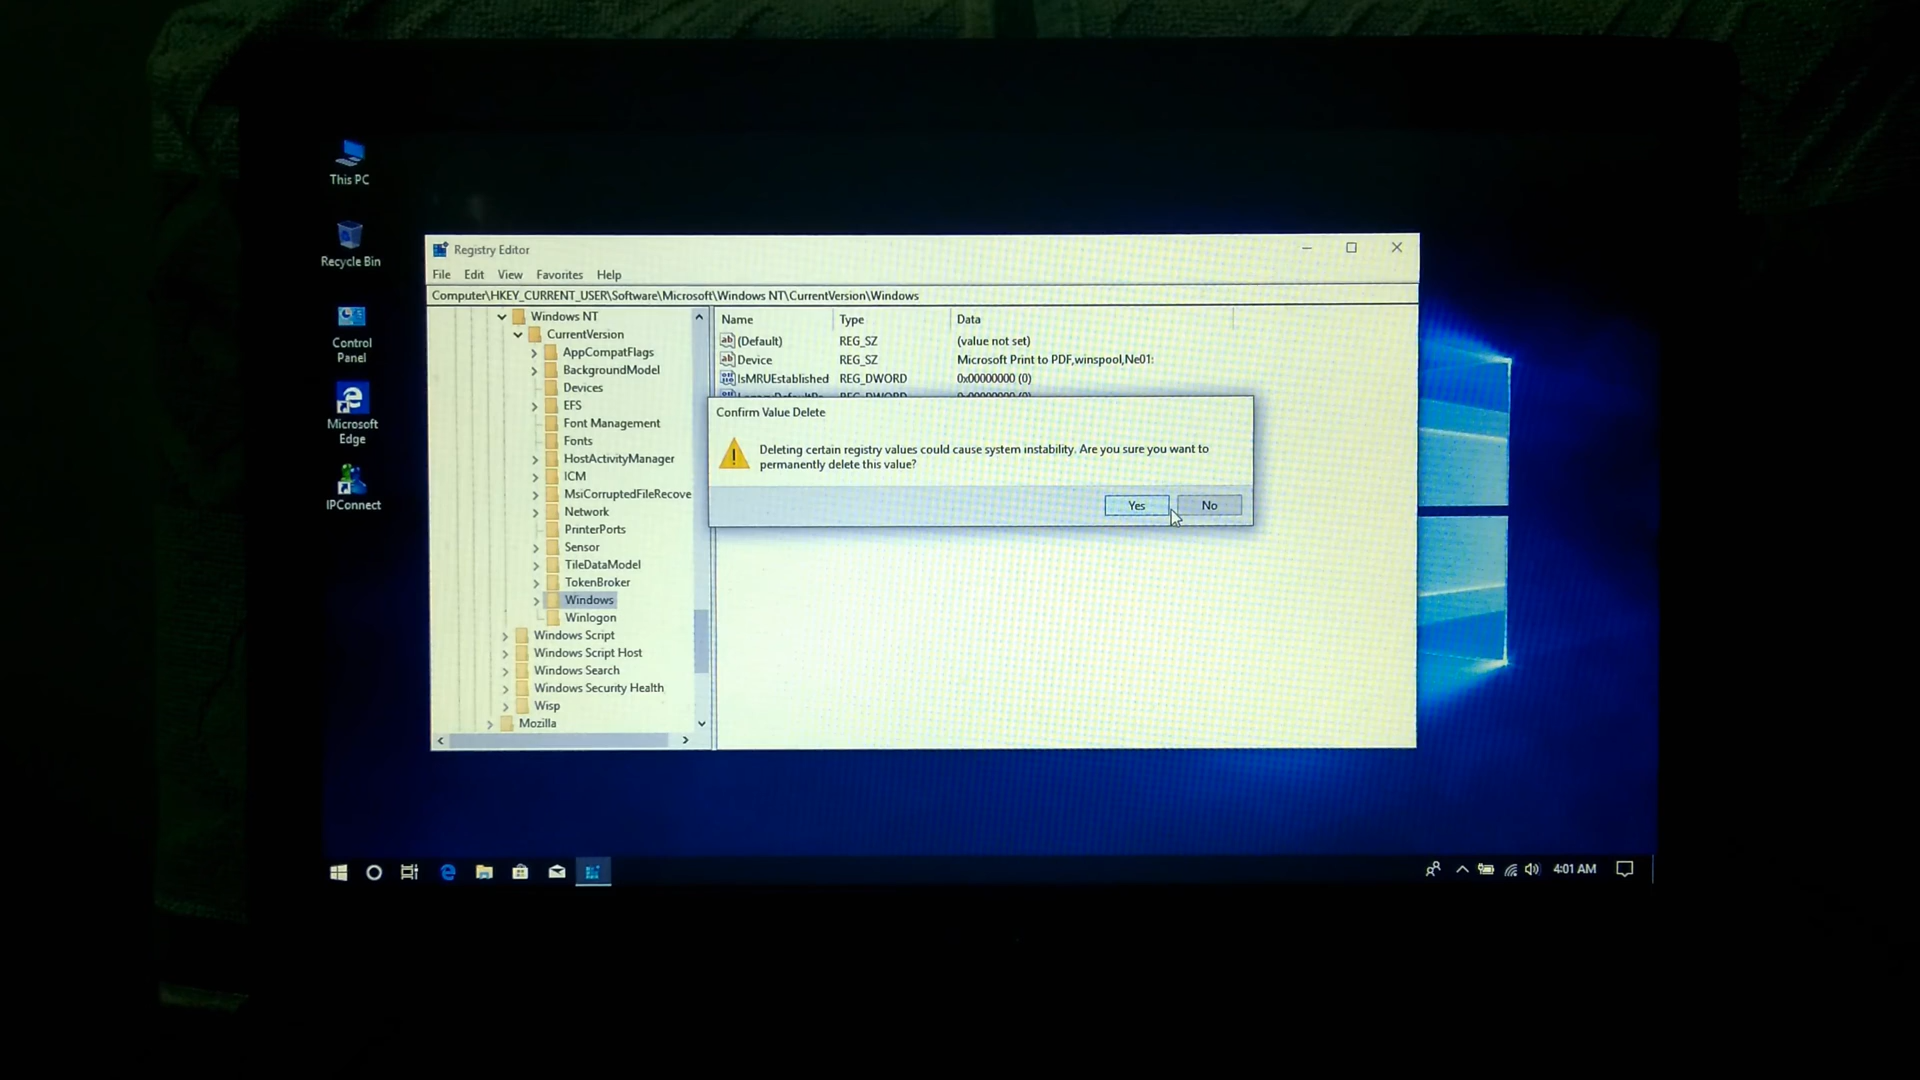 This PC
Recycle Bin
Control
Panel
Microsoft
Edge
IPConnect
Registry Editor
File Edit View Favorites Help
Computer\HKEY_CURRENT_USER\Software\Microsoft\Windows NT\CurrentVersion\Windows
Windows NT
CurrentVersion
AppCompatFlags
BackgroundModel
Devices
EFS
Font Management
Fonts
HostActivityManager
ICM
MsiCorruptedFileRecove
Network
PrinterPorts
Sensor
TileDataModel
TokenBroker
Windows
Winlogon
Windows Script
Windows Script Host
Windows Search
Windows Security Health
Wisp
Mozilla
Name Type Data
(Default) REG_SZ (value not set)
Device REG_SZ Microsoft Print to PDF,winspool,Ne01:
IsMRUEstablished REG_DWORD 0x00000000 (0)
REG_DWORD
Confirm Value Delete
Deleting certain registry values could cause system instability. Are you sure you want to
permanently delete this value?
Yes No
4:01 AM